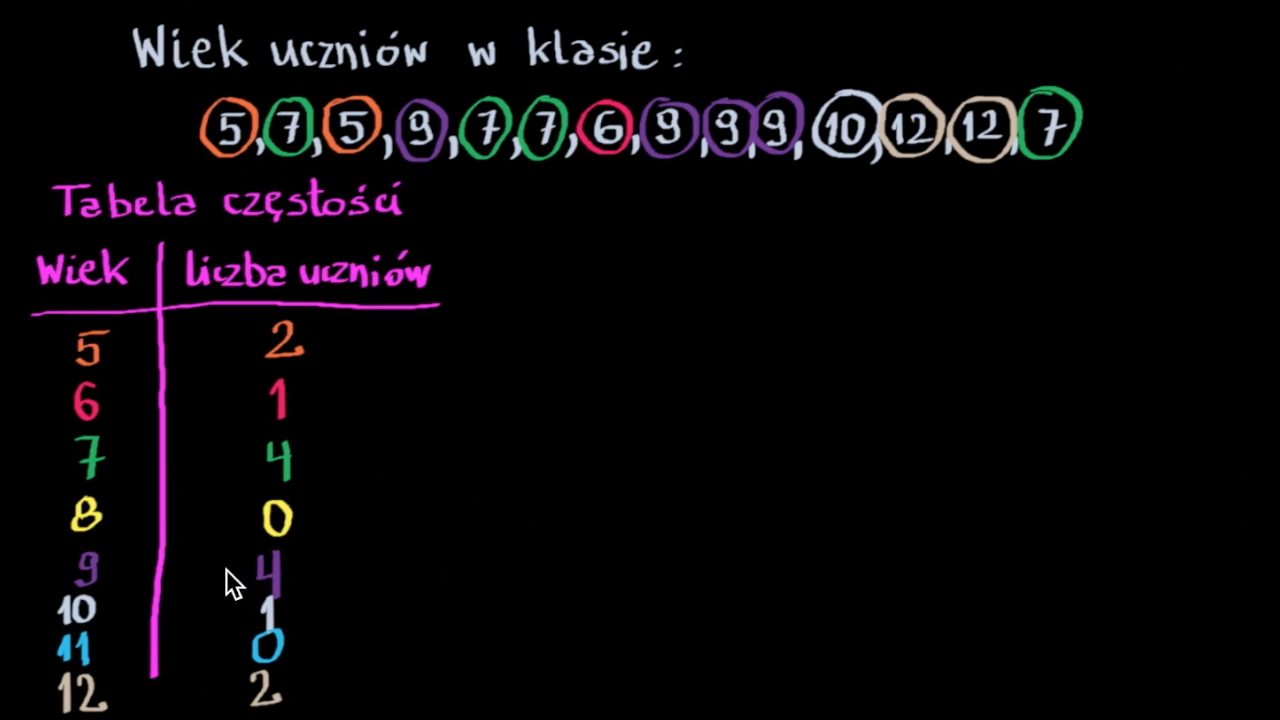 Wiek uczniów w klasie:
5, 7, 5, 9, 7, 7, 6, 9, 9, 9, 10, 12, 12, 7
Tabela częstości
Wiek liczba uczniów
5 2
6 1
7 4
8 0
9 4
10 1
11 0
12 2